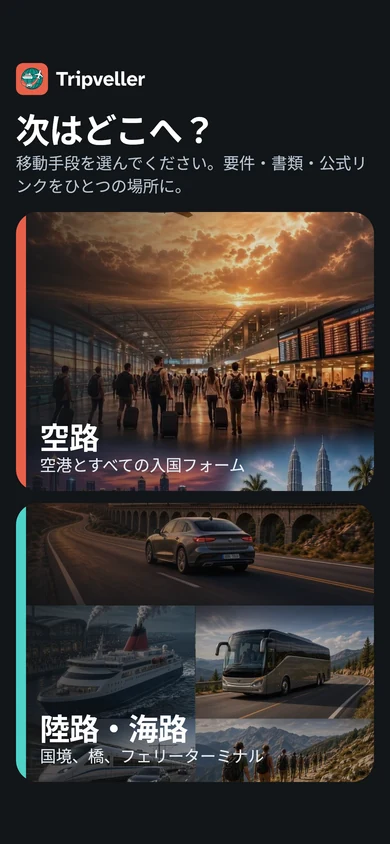 Tripveller
次はどこへ？
移動手段を選んでください。要件・書類・公式リ
ンクをひとつの場所に。
空路
空港とすべての入国フォーム
陸路・海路
国境、橋、フェリーターミナル